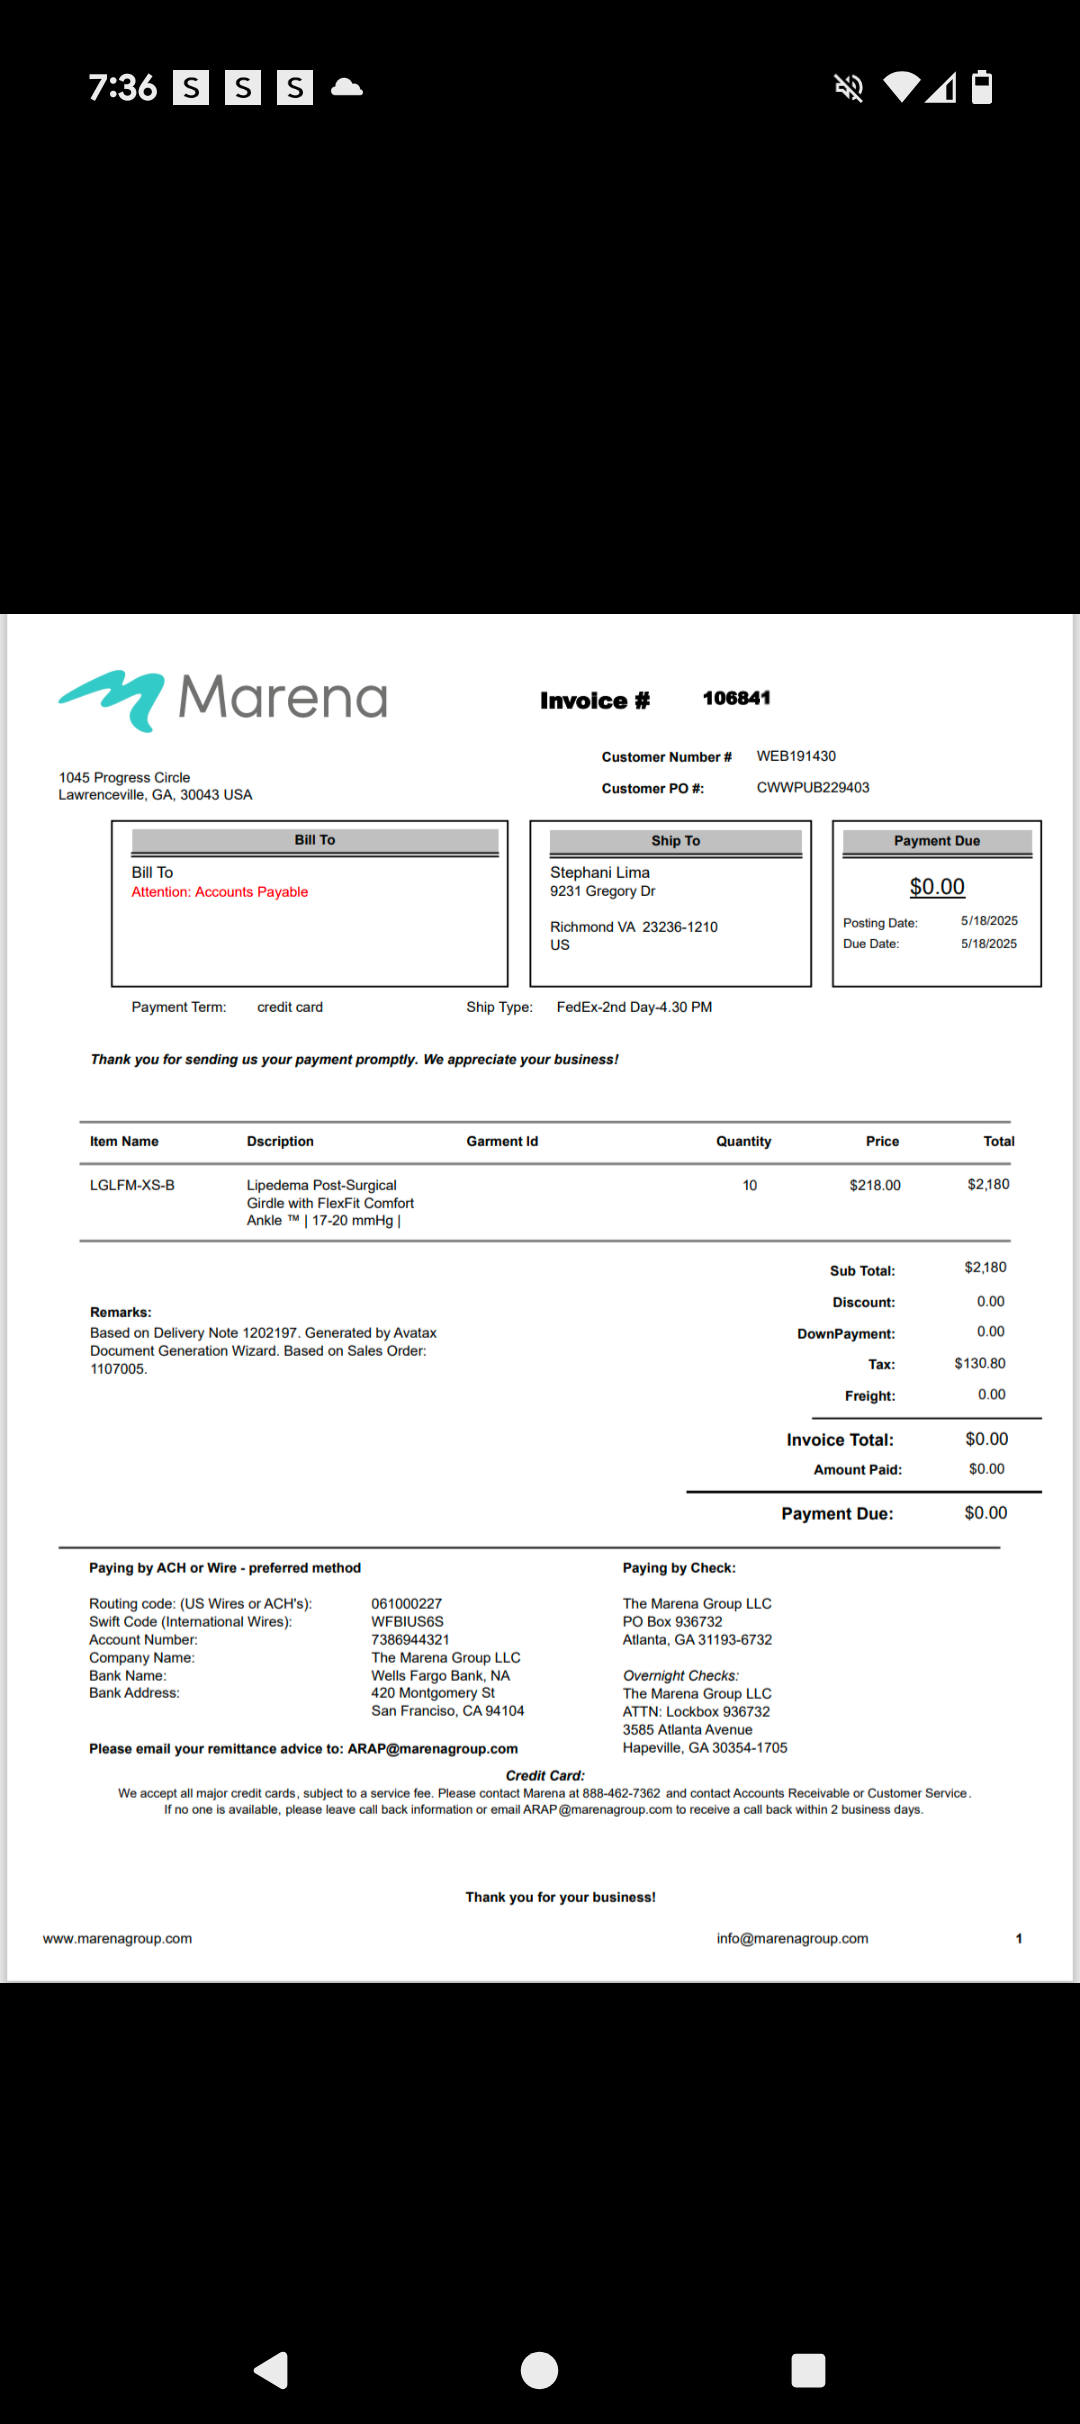 7:36 S S S
Marena
Invoice # 106841
Customer Number # WEB191430
1045 Progress Circle
Lawrenceville, GA, 30043 USA
Customer PO #: CWWPUB229403
Bill To
Bill To
Attention: Accounts Payable
Ship To
Stephani Lima
9231 Gregory Dr
Richmond VA 23236-1210
US
Payment Due
$0.00
Posting Date: 5/18/2025
Due Date: 5/18/2025
Payment Term: credit card Ship Type: FedEx-2nd Day-4.30 PM
Thank you for sending us your payment promptly. We appreciate your business!
Item Name Dscription Garment Id Quantity Price Total
LGLFM-XS-B Lipedema Post-Surgical 10 $218.00 $2,180
Girdle with FlexFit Comfort
Ankle ™ | 17-20 mmHg |
Sub Total: $2,180
Discount: 0.00
DownPayment: 0.00
Tax: $130.80
Freight: 0.00
Remarks:
Based on Delivery Note 1202197. Generated by Avatax
Document Generation Wizard. Based on Sales Order:
1107005.
Invoice Total: $0.00
Amount Paid: $0.00
Payment Due: $0.00
Paying by ACH or Wire - preferred method
Routing code: (US Wires or ACH's): 061000227
Swift Code (International Wires): WFBIUS6S
Account Number: 7386944321
Company Name: The Marena Group LLC
Bank Name: Wells Fargo Bank, NA
Bank Address: 420 Montgomery St
San Franciso, CA 94104
Please email your remittance advice to: ARAP@marenagroup.com
Paying by Check:
The Marena Group LLC
PO Box 936732
Atlanta, GA 31193-6732
Overnight Checks:
The Marena Group LLC
ATTN: Lockbox 936732
3585 Atlanta Avenue
Hapeville, GA 30354-1705
Credit Card:
We accept all major credit cards, subject to a service fee. Please contact Marena at 888-462-7362 and contact Accounts Receivable or Customer Service.
If no one is available, please leave call back information or email ARAP@marenagroup.com to receive a call back within 2 business days.
Thank you for your business!
www.marenagroup.com info@marenagroup.com 1